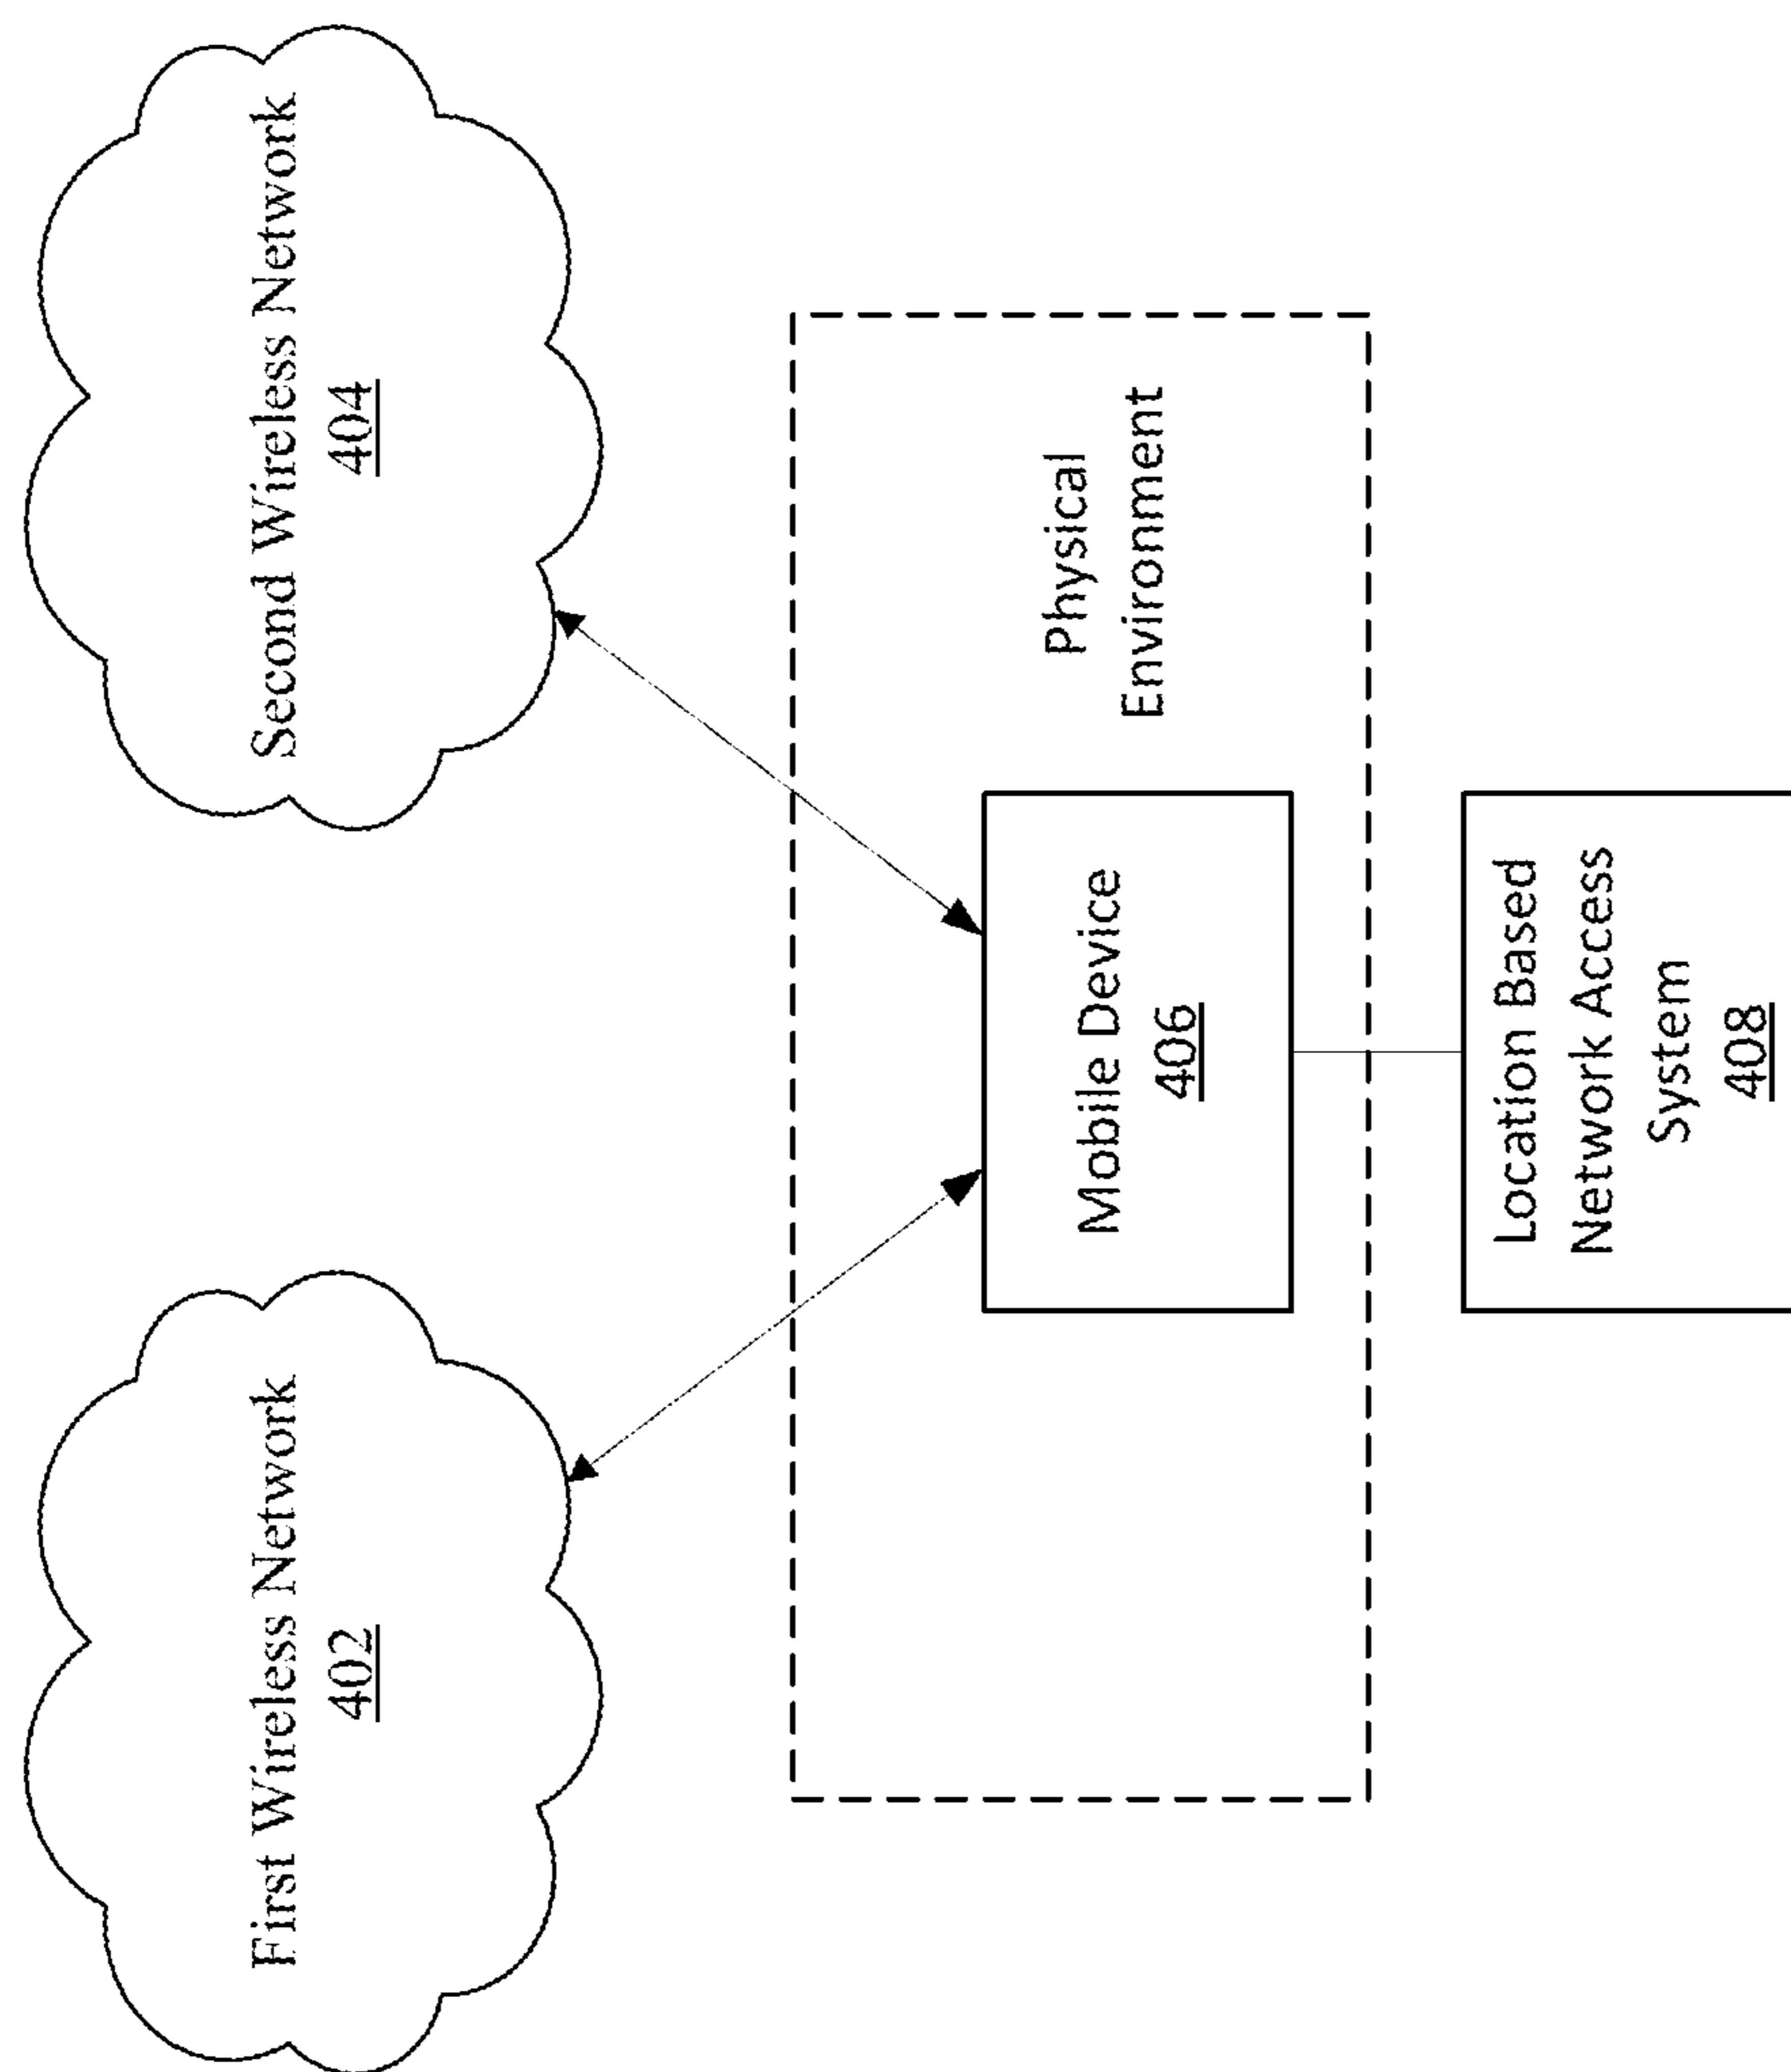 First Wireless Network
402
Second Wireless Network
404
Physical
Environment
Mobile Device
406
Location Based
Network Access
System
408